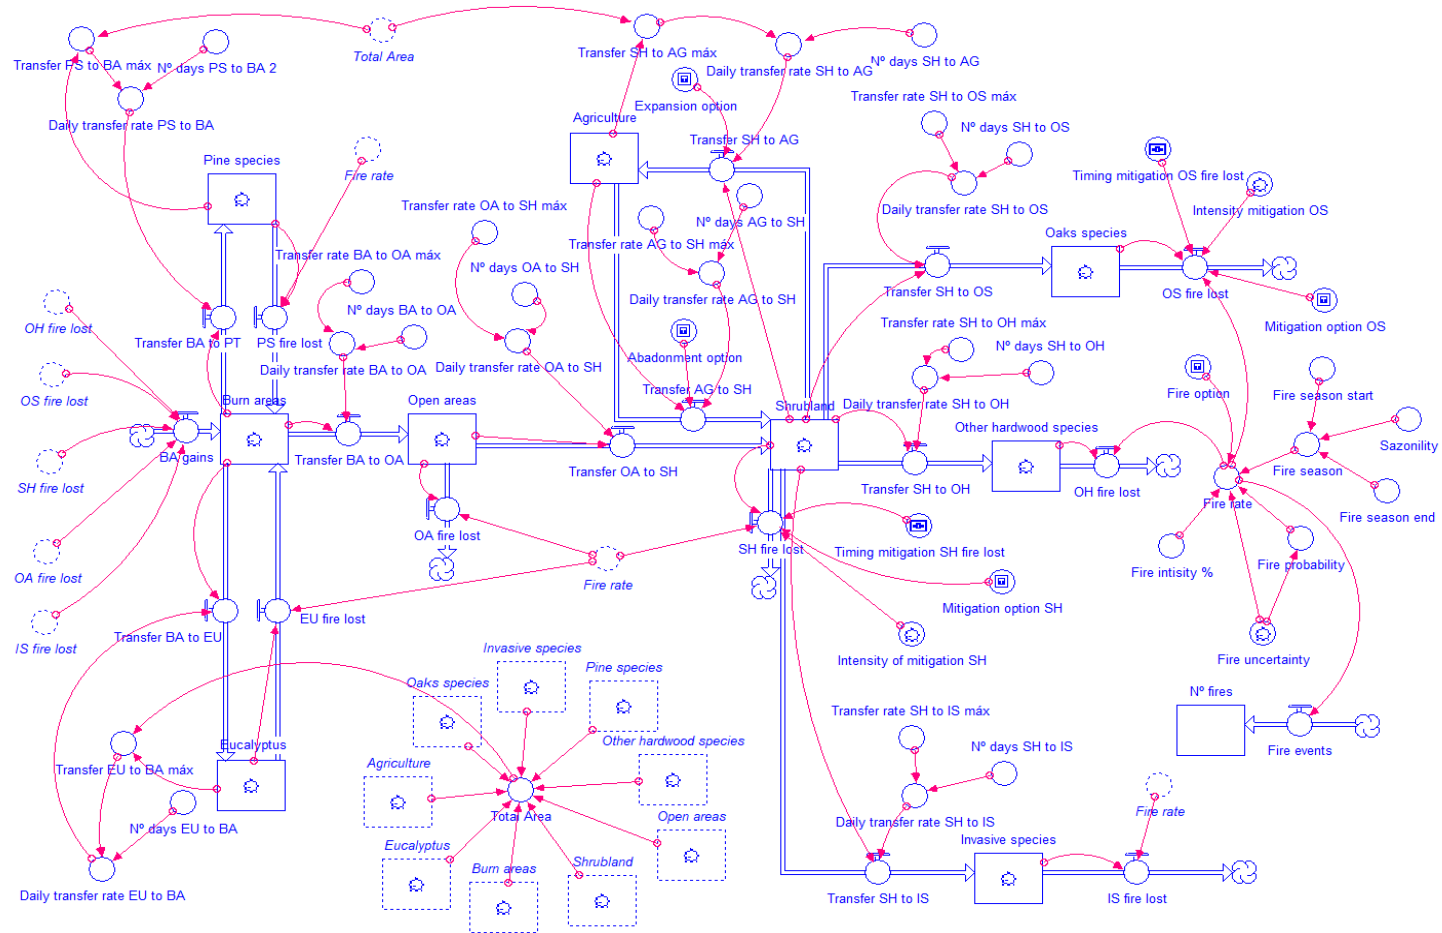 Total Area
Transfer PS to BA máx
Nº days PS to BA 2
Daily transfer rate PS to BA
Transfer SH to AG máx
Nº days SH to AG
Daily transfer rate SH to AG
Expansion option
Transfer SH to AG
Agriculture
Transfer rate SH to OS máx
Nº days SH to OS
Daily transfer rate SH to OS
Timing mitigation OS fire lost
Intensity mitigation OS
Pine species
Fire rate
Transfer rate OA to SH máx
Nº days AG to SH
Transfer rate AG to SH máx
Oaks species
Transfer rate BA to OA máx
Nº days OA to SH
Daily transfer rate AG to SH
Transfer SH to OS
OS fire lost
OH fire lost
Nº days BA to OA
Mitigation option OS
Transfer BA to PT
PS fire lost
Transfer rate SH to OH máx
Nº days SH to OH
Abadonment option
Daily transfer rate BA to OA
Daily transfer rate OA to SH
OS fire lost
Transfer AG to SH
Fire option
Fire season start
Burn areas
Open areas
Shrubland
Daily transfer rate SH to OH
Other hardwood species
Sazonility
BA gains
Transfer BA to OA
Transfer OA to SH
Fire season
SH fire lost
Transfer SH to OH
OH fire lost
Fire rate
Fire season end
OA fire lost
SH fire lost
Timing mitigation SH fire lost
Fire intisity %
Fire probability
OA fire lost
Fire rate
Mitigation option SH
EU fire lost
Transfer BA to EU
IS fire lost
Intensity of mitigation SH
Fire uncertainty
Invasive species
Pine species
Oaks species
Nº fires
Transfer rate SH to IS máx
Other hardwood species
Eucalyptus
Nº days SH to IS
Fire events
Transfer EU to BA máx
Agriculture
Total Area
Open areas
Fire rate
Nº days EU to BA
Daily transfer rate SH to IS
Eucalyptus
Burn areas
Shrubland
Invasive species
Daily transfer rate EU to BA
Transfer SH to IS
IS fire lost